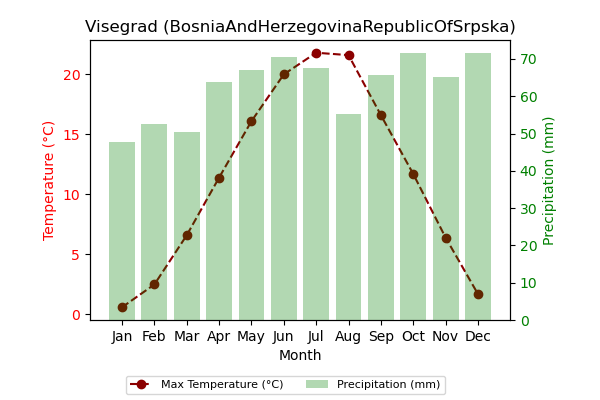 Visegrad (BosniaAndHerzegovinaRepublicOfSrpska)
20
15
10
5
0
Temperature (°C)
70
60
50
40
30
20
10
0
Precipitation (mm)
Jan Feb Mar Apr May Jun Jul Aug Sep Oct Nov Dec
Month
Max Temperature (°C) Precipitation (mm)